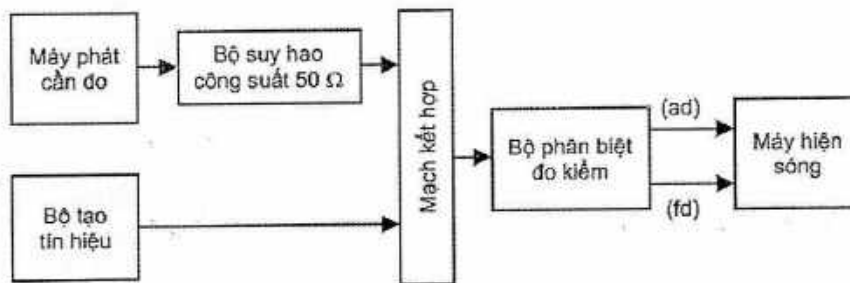 Máy phát
cần đo
Bộ suy hao
công suất 50 Ω
Bộ tạo
tín hiệu
Mạch kết hợp
Bộ phân biệt
đo kiểm
(ad)
(fd)
Máy hiện
sóng